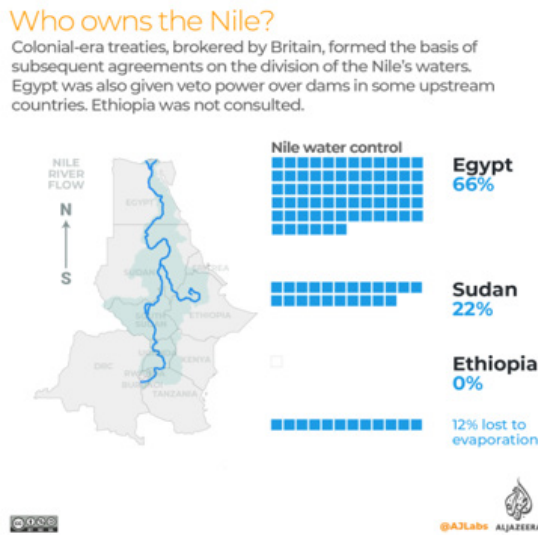 Who owns the Nile?
Colonial-era treaties, brokered by Britain, formed the basis of
subsequent agreements on the division of the Nile's waters.
Egypt was also given veto power over dams in some upstream
countries. Ethiopia was not consulted.
NILE
RIVER
FLOW
N
S
EGYPT
SUDAN
ETHIOPIA
SOUTH
SUDAN
DRC
KENYA
TANZANIA
Nile water control
Egypt
66%
Sudan
22%
Ethiopia
0%
12% lost to
evaporation
@AJLabs
ALJAZEERA